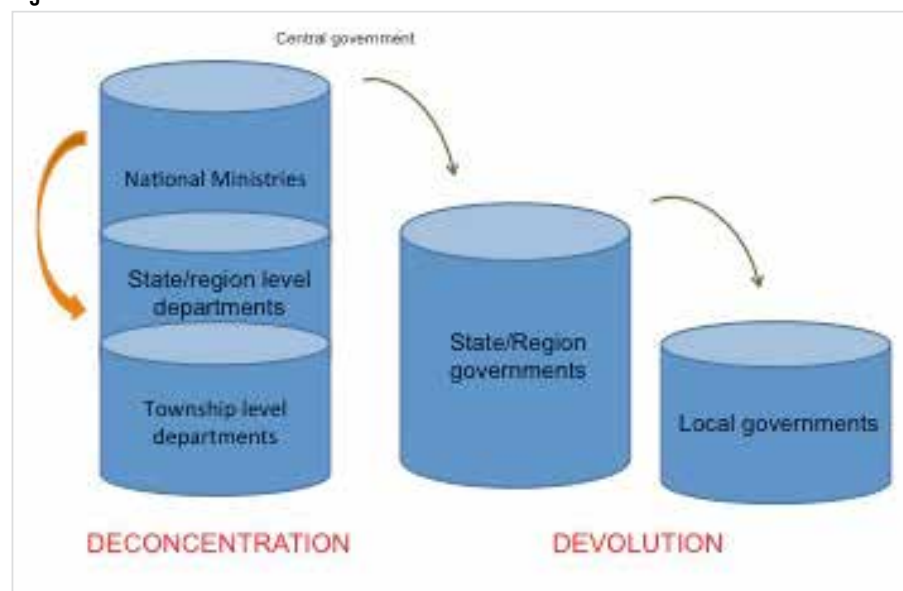 Central government
National Ministries
State/region level
departments
Township level
departments
State/Region
governments
Local governments
DECONCENTRATION
DEVOLUTION